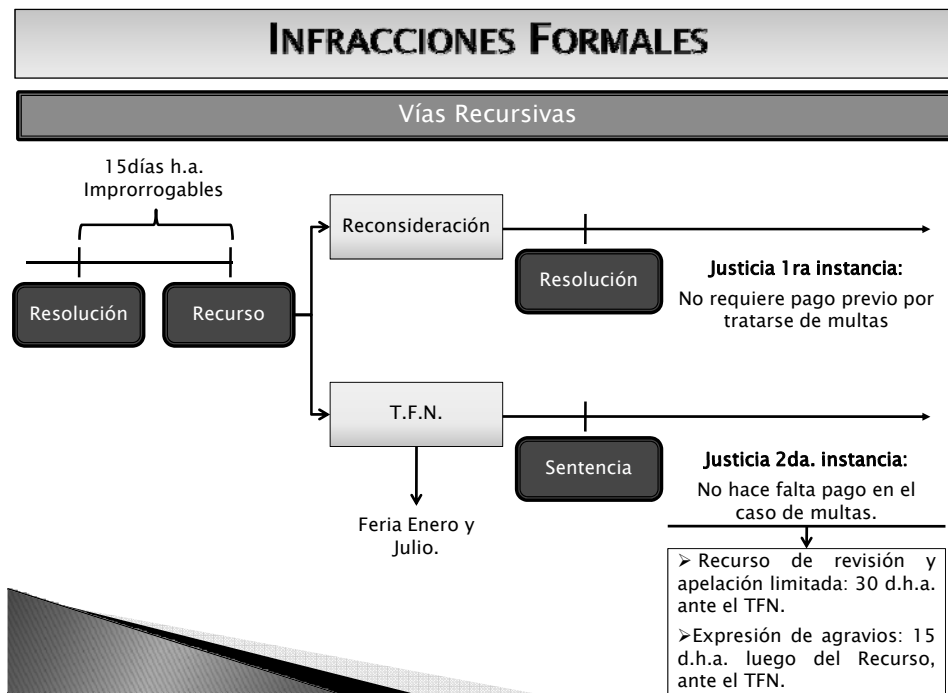 INFRACCIONES FORMALES
Vías Recursivas
15días h.a.
Improrrogables
Resolución
Recurso
Reconsideración
Resolución
Justicia 1ra instancia:
No requiere pago previo por
tratarse de multas
T.F.N.
Sentencia
Feria Enero y
Julio.
Justicia 2da. instancia:
No hace falta pago en el
caso de multas.
➢ Recurso de revisión y
apelación limitada: 30 d.h.a.
ante el TFN.
➢Expresión de agravios: 15
d.h.a. luego del Recurso,
ante el TFN.